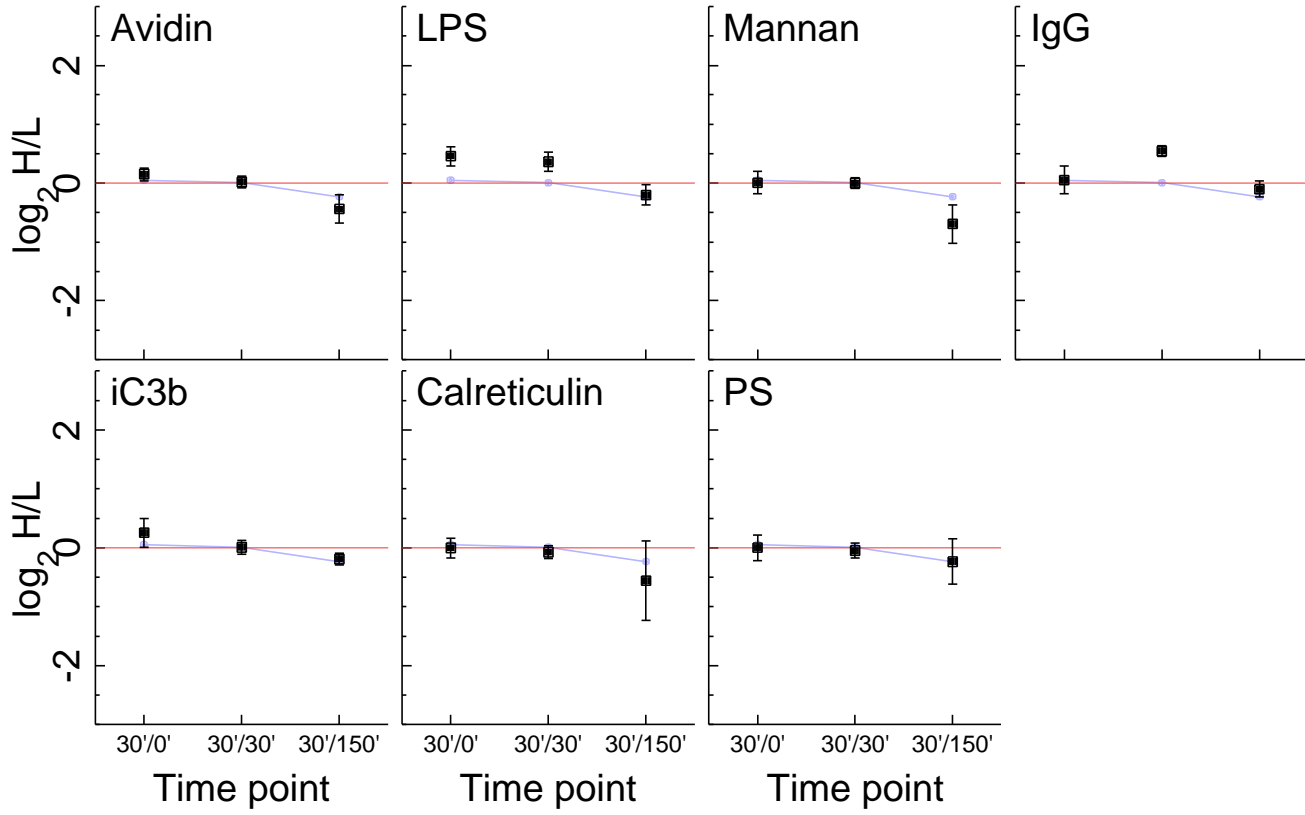 Avidin LPS Mannan IgG
2
0
-2
log2 H/L
iC3b Calreticulin PS
2
0
-2
log2 H/L
30'/0' 30'/30' 30'/150' 30'/0' 30'/30' 30'/150' 30'/0' 30'/30' 30'/150'
Time point Time point Time point